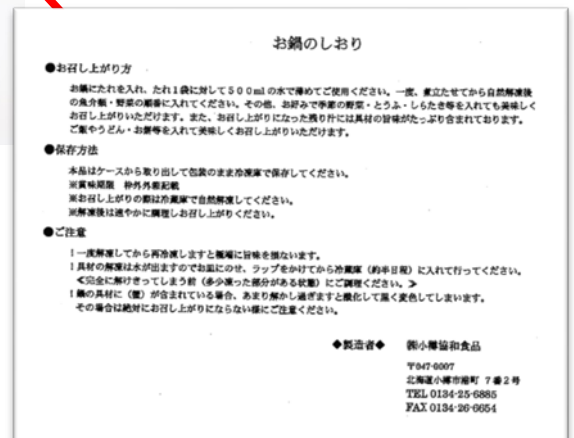 お鍋のしおり
●お召し上がり方
お鍋にたれを入れ、たれ1袋に対して500mlの水で薄めてご使用ください。一度、煮立たせてから自然解凍後
の魚介類・野菜の順番に入れてください。その他、お好みで季節の野菜・とうふ・しらたき等を入れても美味しく
お召し上がりいただけます。また、お召し上がりになった残り汁には具材の旨味がたっぷり含まれております。
ご飯やうどん・お餅等を入れて美味しくお召し上がりいただけます。
●保存方法
本品はケースから取り出して包装のまま冷凍庫で保存してください。
※賞味期限 枠外外箱記載
※お召し上がりの際は冷蔵庫で自然解凍してください。
※解凍後は速やかに調理しお召し上がりください。
●ご注意
!一度解凍してから再冷凍しますと極端に旨味を損ないます。
!具材の解凍は水が出ますのでお皿にのせ、ラップをかけてから冷蔵庫(約半日程)に入れて行ってください。
≪完全に解けきってしまう前(多少凍った部分がある状態)にご調理ください。≫
!鍋の具材に(蟹)が含まれている場合、あまり解かし過ぎますと酸化して黒く変色してしまいます。
その場合は絶対にお召し上がりにならない様にご注意ください。
◆製造者◆ ㈱小樽協和食品
〒047-0007
北海道小樽市港町 7番2号
TEL 0134-25-6885
FAX 0134-26-6654